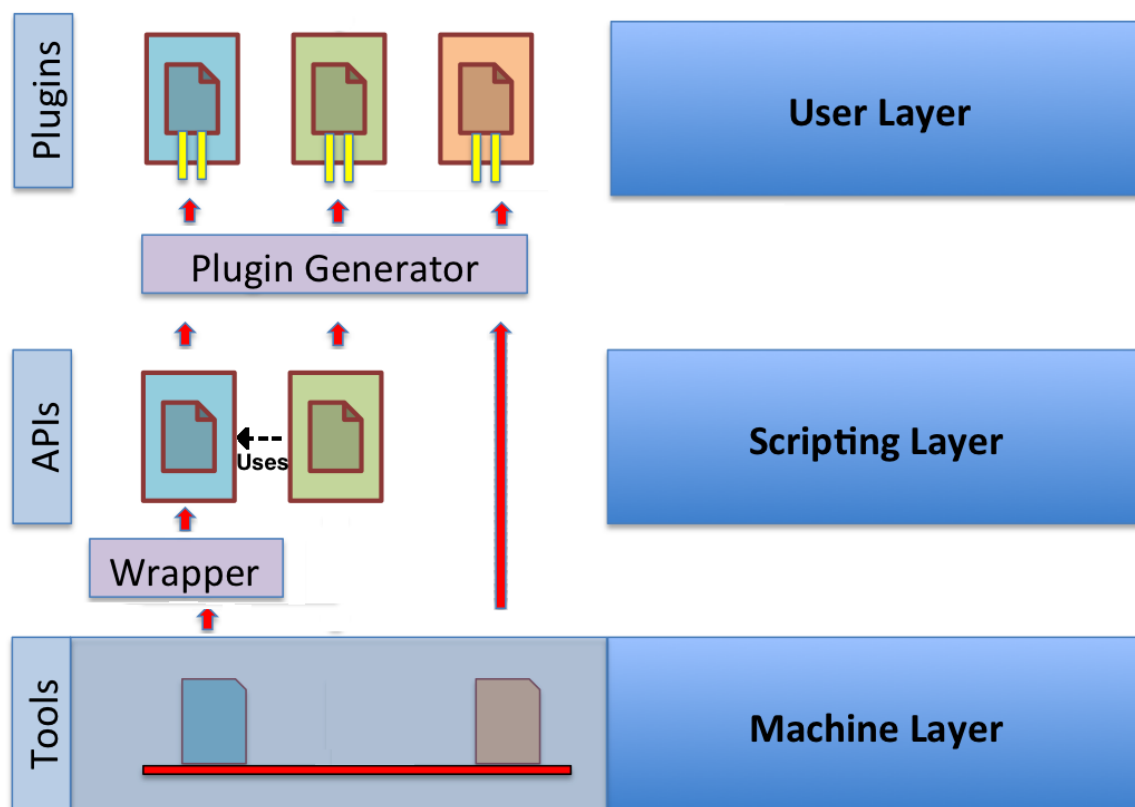 Plugins
User Layer
Plugin Generator
APIs
Uses
Scripting Layer
Wrapper
Tools
Machine Layer